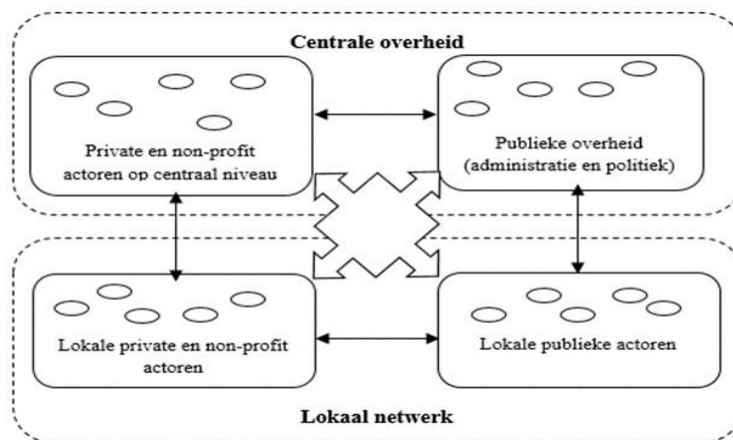 Centrale overheid
Private en non-profit
actoren op centraal niveau
Publieke overheid
(administratie en politiek)
Lokale private en non-profit
actoren
Lokale publieke actoren
Lokaal netwerk